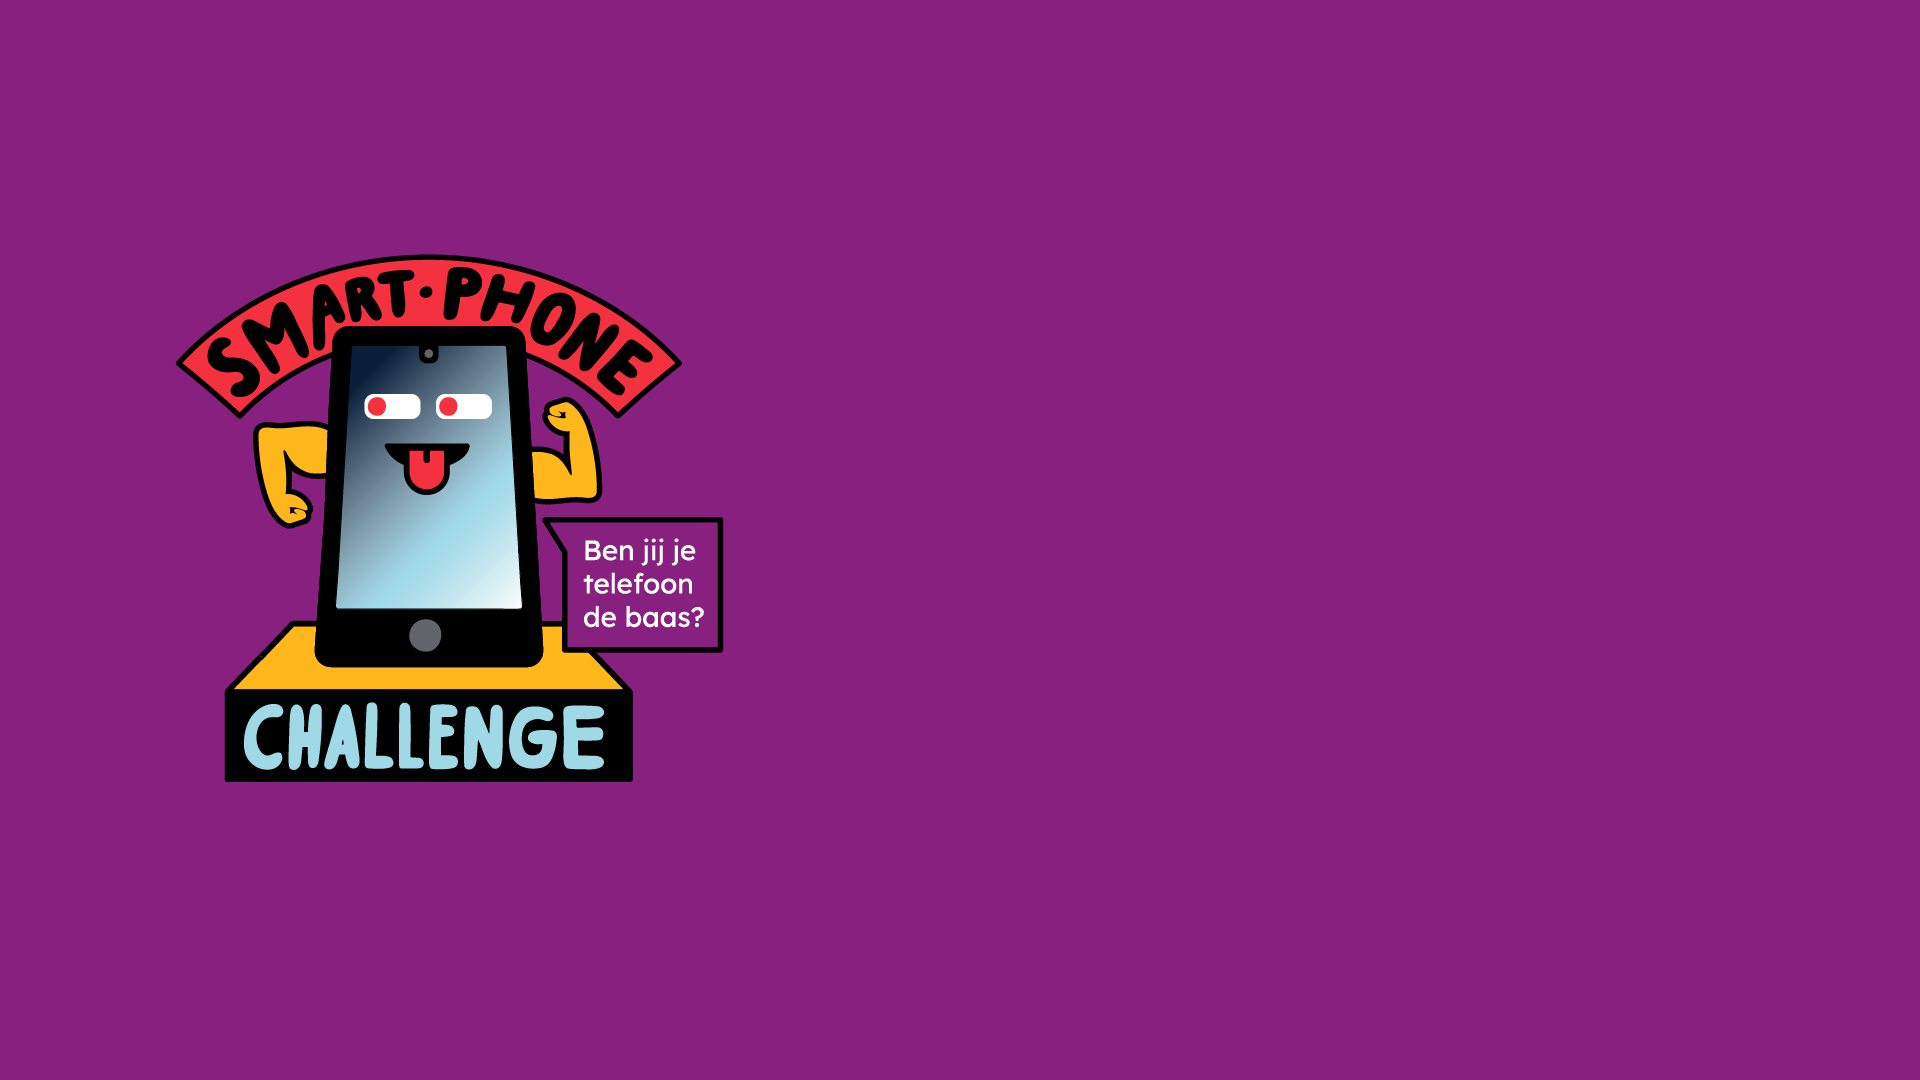 SMART·PHONE
Ben jij je
telefoon
de baas?
CHALLENGE